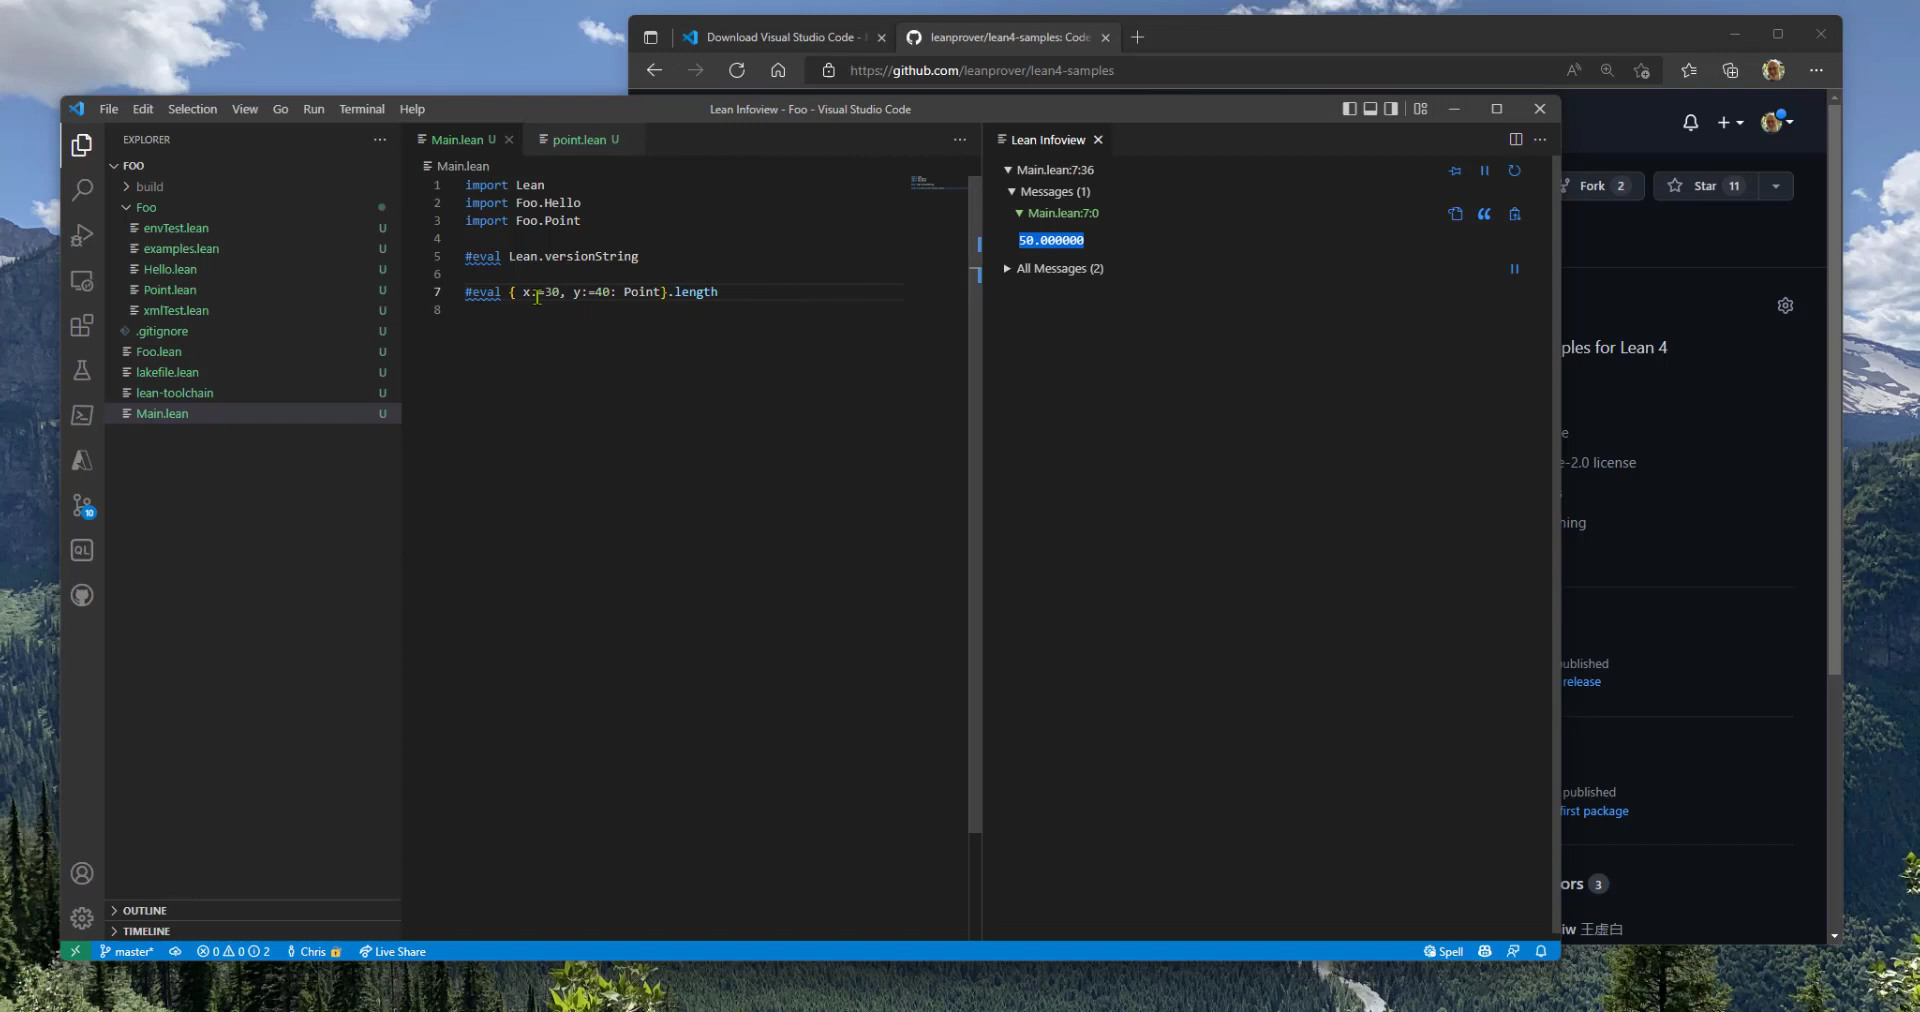 Download Visual Studio Code -
leanprover/lean4-samples: Code
https://github.com/leanprover/lean4-samples
File Edit Selection View Go Run Terminal Help
Lean Infoview - Foo - Visual Studio Code
EXPLORER
FOO
build
Foo
envTest.lean U
examples.lean U
Hello.lean U
Point.lean U
xmlTest.lean U
.gitignore U
Foo.lean U
lakefile.lean U
lean-toolchain U
Main.lean U
OUTLINE
TIMELINE
10
QL
Main.lean U
point.lean U
Main.lean
1 import Lean
2 import Foo.Hello
3 import Foo.Point
4
5 #eval Lean.versionString
6
7 #eval { x:=30, y:=40: Point}.length
8
Lean Infoview
Main.lean:7:36
Messages (1)
Main.lean:7:0
50.000000
All Messages (2)
Fork 2
Star 11
ples for Lean 4
e
e-2.0 license
s
ning
ublished
release
published
first package
ors 3
iw 王虚白
master*
0 0 2
Chris
Live Share
Spell